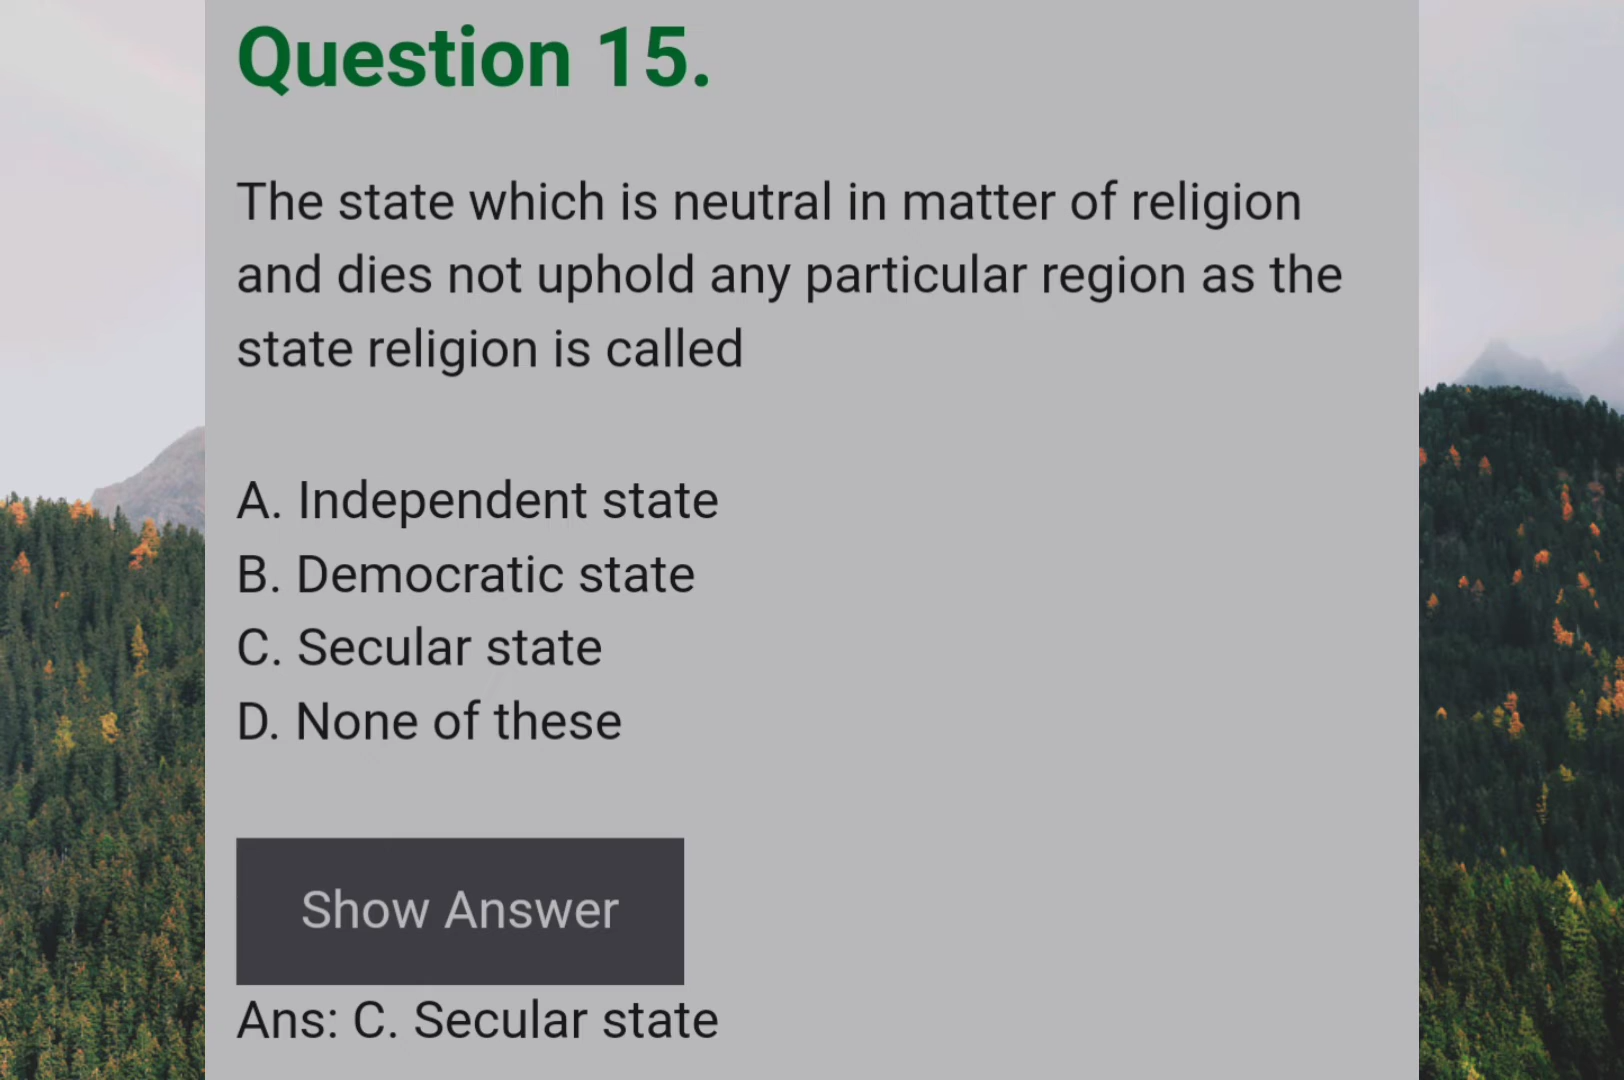 Question 15.
The state which is neutral in matter of religion
and dies not uphold any particular region as the
state religion is called
A. Independent state
B. Democratic state
C. Secular state
D. None of these
Show Answer
Ans: C. Secular state